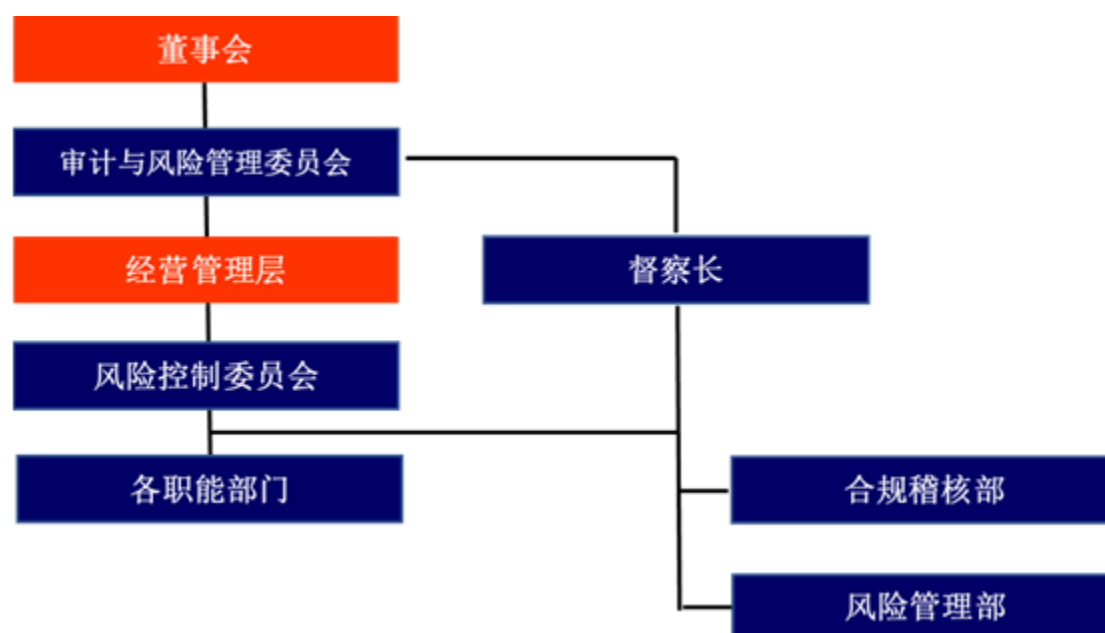 董事会
审计与风险管理委员会
经营管理层
督察长
风险控制委员会
各职能部门
合规稽核部
风险管理部